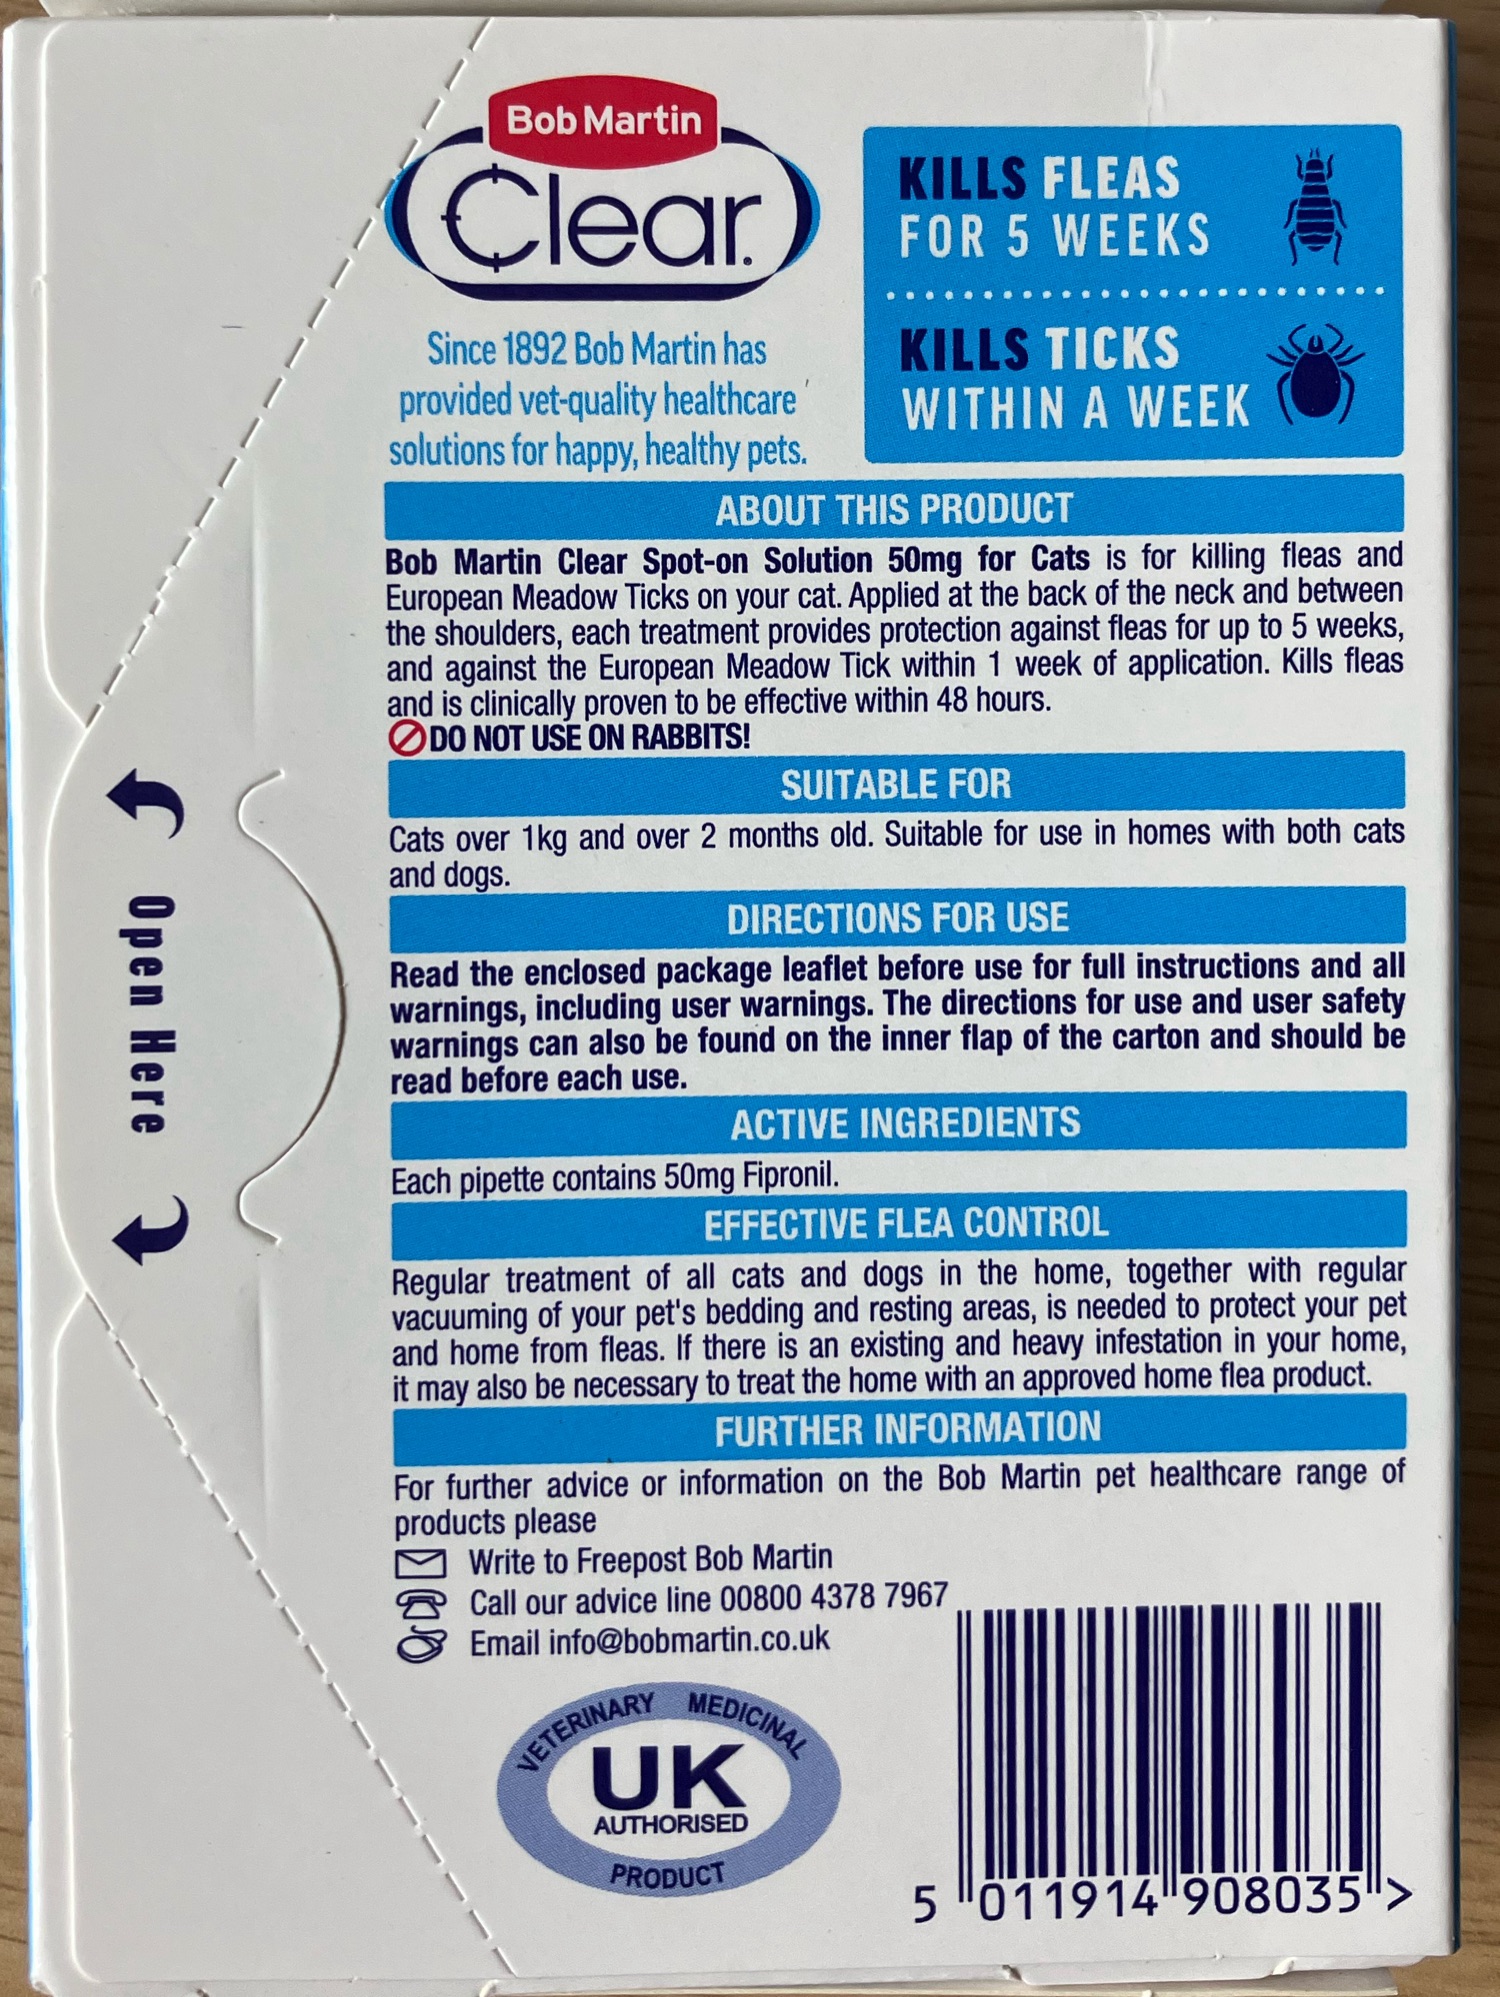 Bob Martin
Clear.
Since 1892 Bob Martin has
provided vet-quality healthcare
solutions for happy, healthy pets.
KILLS FLEAS
FOR 5 WEEKS
KILLS TICKS
WITHIN A WEEK
ABOUT THIS PRODUCT
Bob Martin Clear Spot-on Solution 50mg for Cats is for killing fleas and
European Meadow Ticks on your cat. Applied at the back of the neck and between
the shoulders, each treatment provides protection against fleas for up to 5 weeks,
and against the European Meadow Tick within 1 week of application. Kills fleas
and is clinically proven to be effective within 48 hours.
DO NOT USE ON RABBITS!
SUITABLE FOR
Cats over 1kg and over 2 months old. Suitable for use in homes with both cats
and dogs.
DIRECTIONS FOR USE
Read the enclosed package leaflet before use for full instructions and all
warnings, including user warnings. The directions for use and user safety
warnings can also be found on the inner flap of the carton and should be
read before each use.
ACTIVE INGREDIENTS
Each pipette contains 50mg Fipronil.
EFFECTIVE FLEA CONTROL
Regular treatment of all cats and dogs in the home, together with regular
vacuuming of your pet's bedding and resting areas, is needed to protect your pet
and home from fleas. If there is an existing and heavy infestation in your home,
it may also be necessary to treat the home with an approved home flea product.
FURTHER INFORMATION
For further advice or information on the Bob Martin pet healthcare range of
products please
Write to Freepost Bob Martin
Call our advice line 00800 4378 7967
Email info@bobmartin.co.uk
VETERINARY MEDICINAL
UK
AUTHORISED
PRODUCT
5 011914 908035 >
Open Here